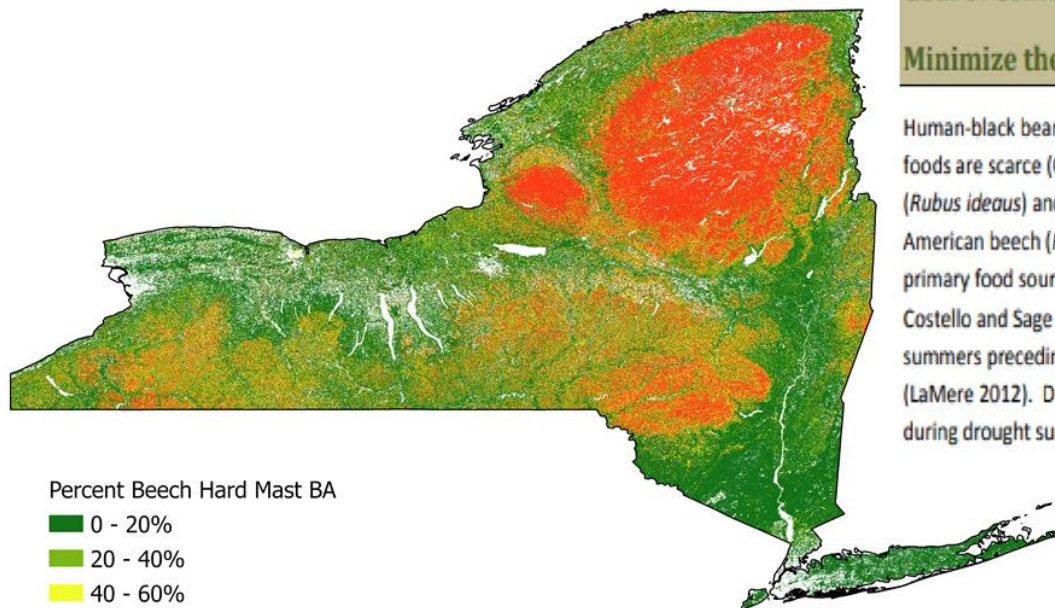 Minimize the
Human-black bear
foods are scarce (
(Rubus ideaus) and
American beech (
primary food sour
Costello and Sage
summers precedin
(LaMere 2012). D
during drought su
Percent Beech Hard Mast BA
0 - 20%
20 - 40%
40 - 60%